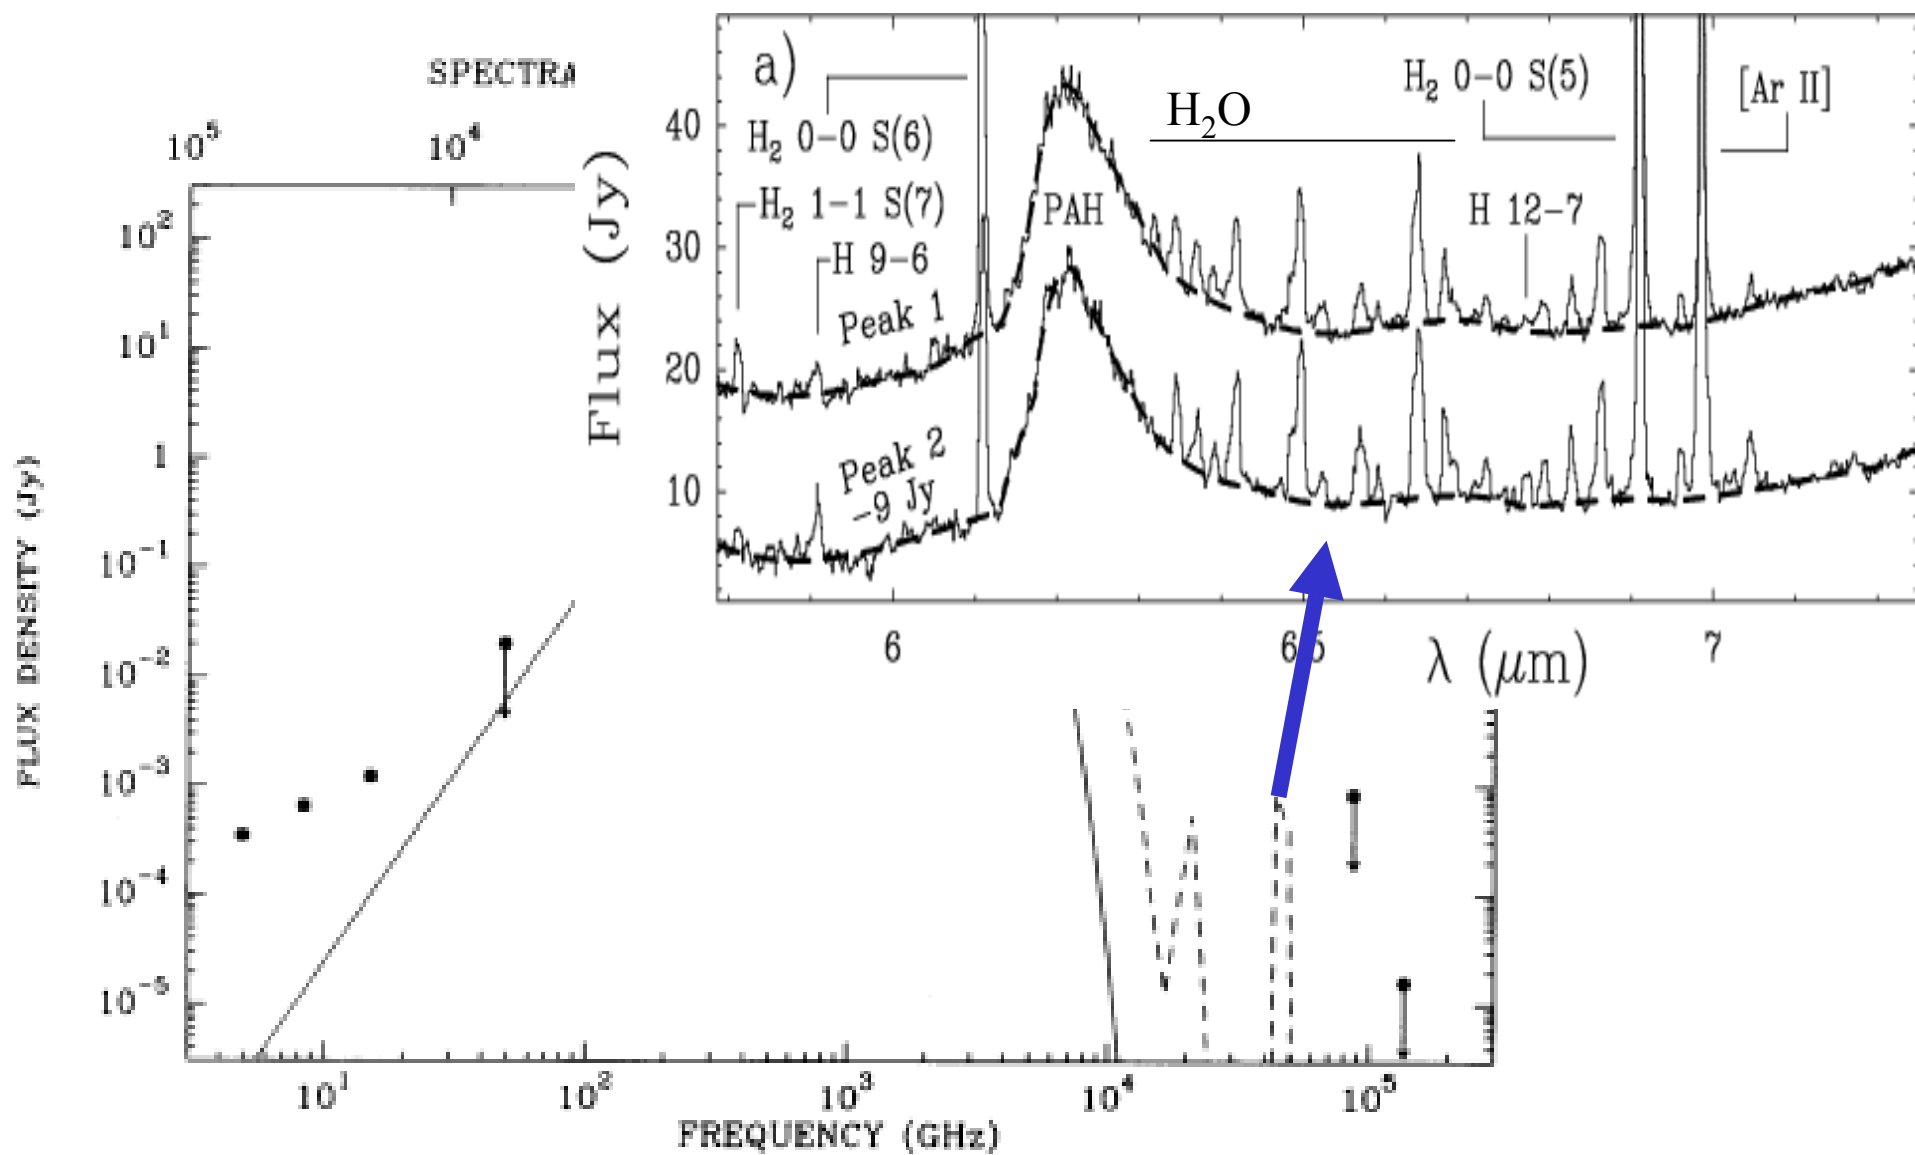 SPECTRA
10⁵
10⁴
10²
10¹
1
10⁻¹
10⁻²
10⁻³
10⁻⁴
10⁻⁵
FLUX DENSITY (Jy)
10¹
10²
10³
10⁴
10⁵
FREQUENCY (GHz)
a)
H₂ 0-0 S(6)
H₂ 1-1 S(7)
H 9-6
Peak 1
Peak 2
-9 Jy
PAH
H₂O
H₂ 0-0 S(5)
H 12-7
[Ar II]
40
30
20
10
Flux (Jy)
6
7
λ (μm)